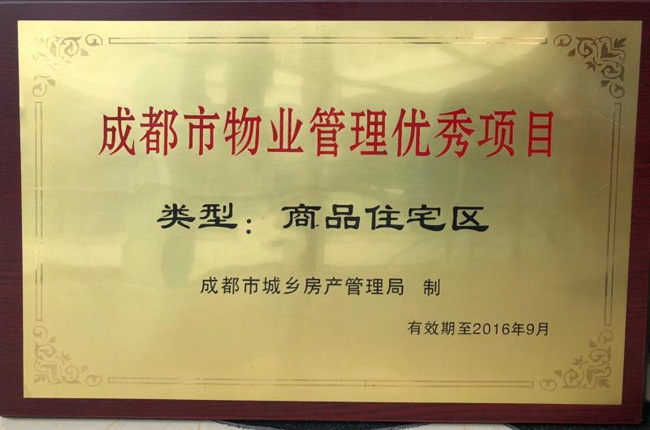 成都市物业管理优秀项目
类型：商品住宅区
成都市城乡房产管理局 制
有效期至2016年9月